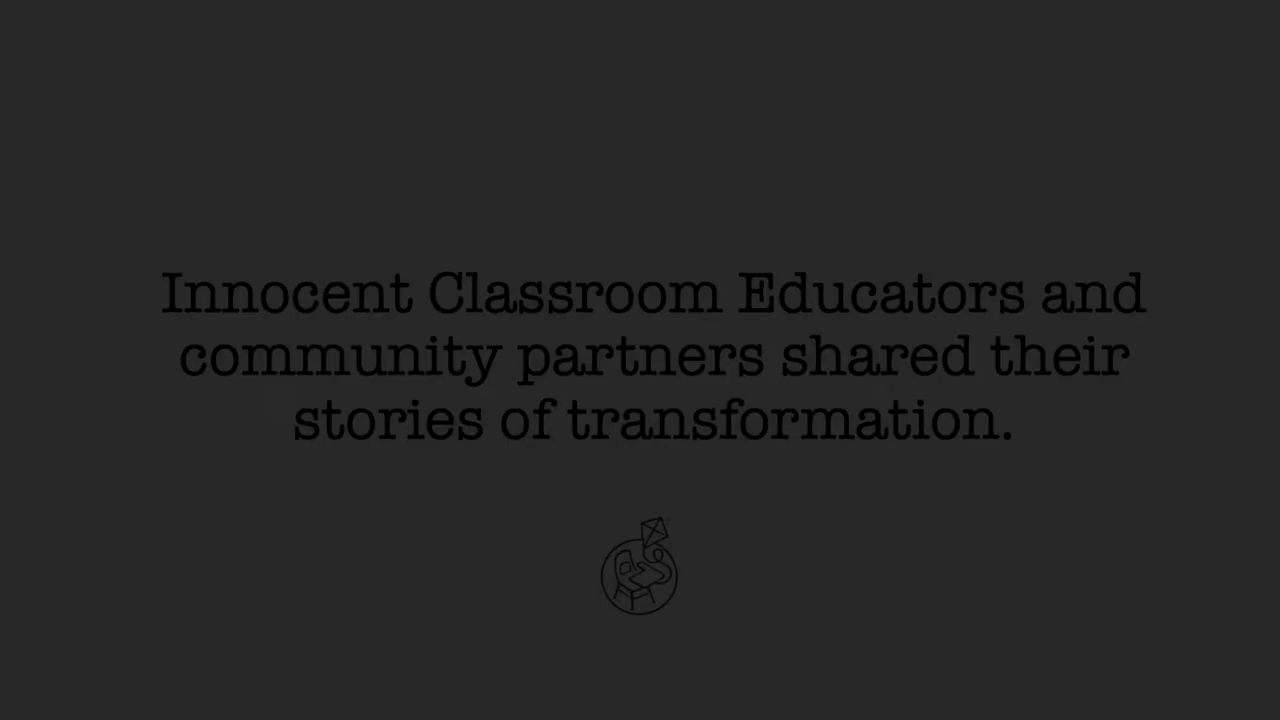 Innocent Classroom Educators and
community partners shared their
stories of transformation.